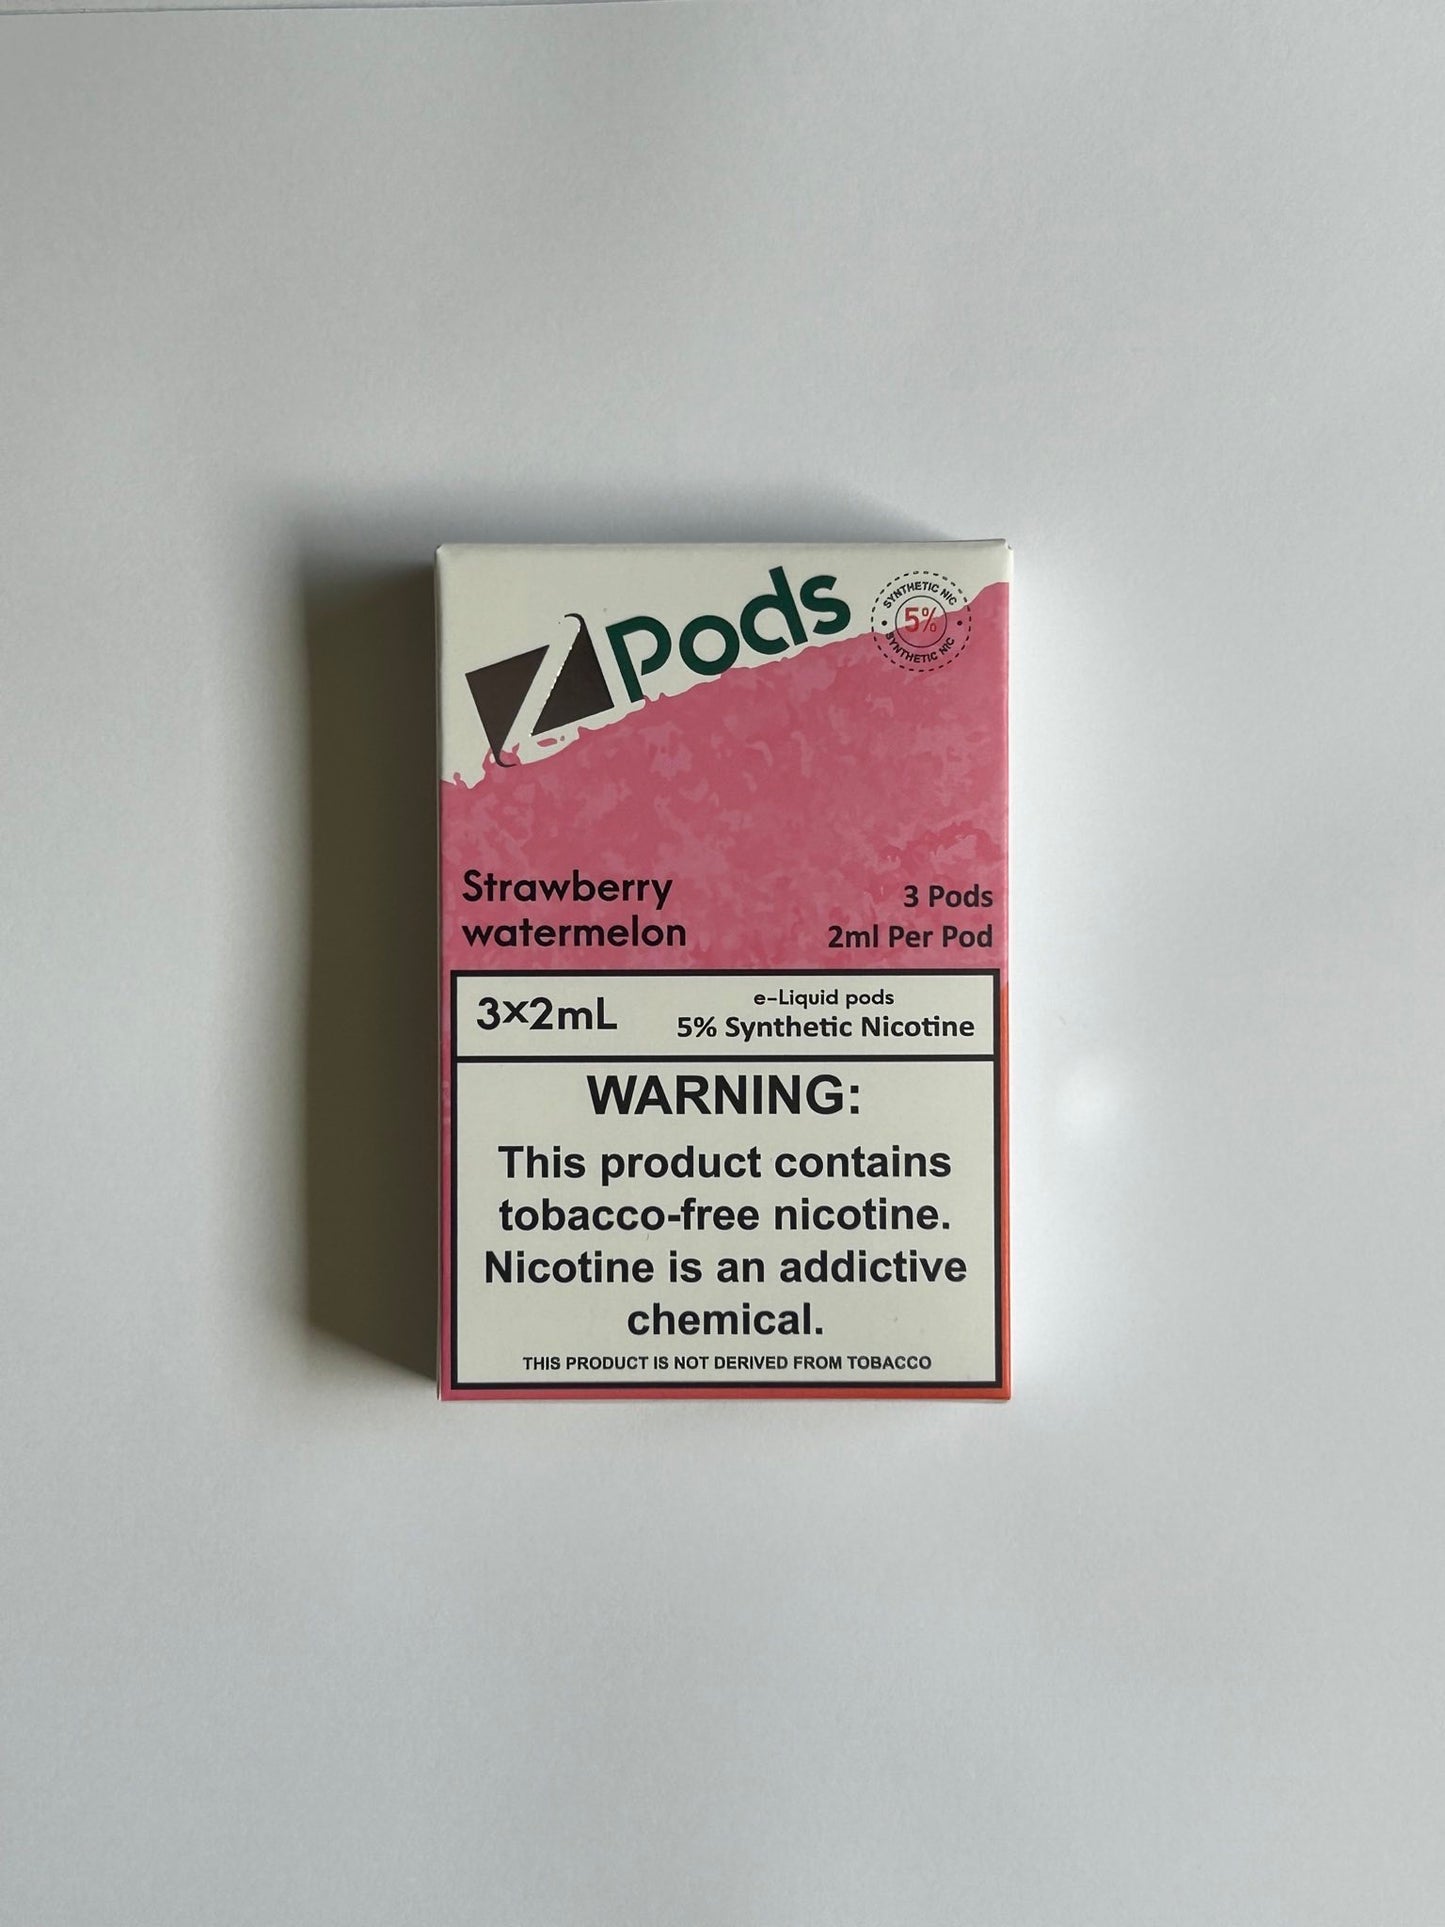 Z Pods
SYNTHETIC NIC
5%
SYNTHETIC NIC
Strawberry
watermelon
3 Pods
2ml Per Pod
3×2mL
e-Liquid pods
5% Synthetic Nicotine
WARNING:
This product contains
tobacco-free nicotine.
Nicotine is an addictive
chemical.
THIS PRODUCT IS NOT DERIVED FROM TOBACCO